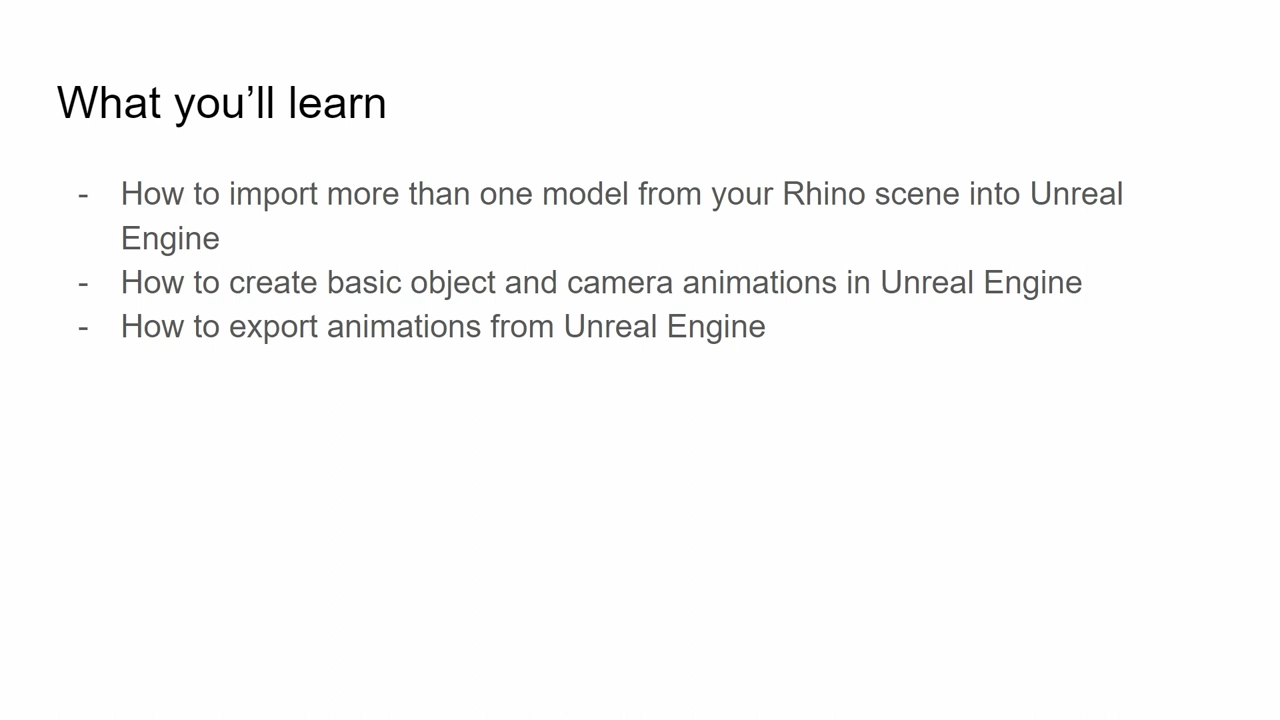 What you’ll learn
- How to import more than one model from your Rhino scene into Unreal
Engine
- How to create basic object and camera animations in Unreal Engine
- How to export animations from Unreal Engine